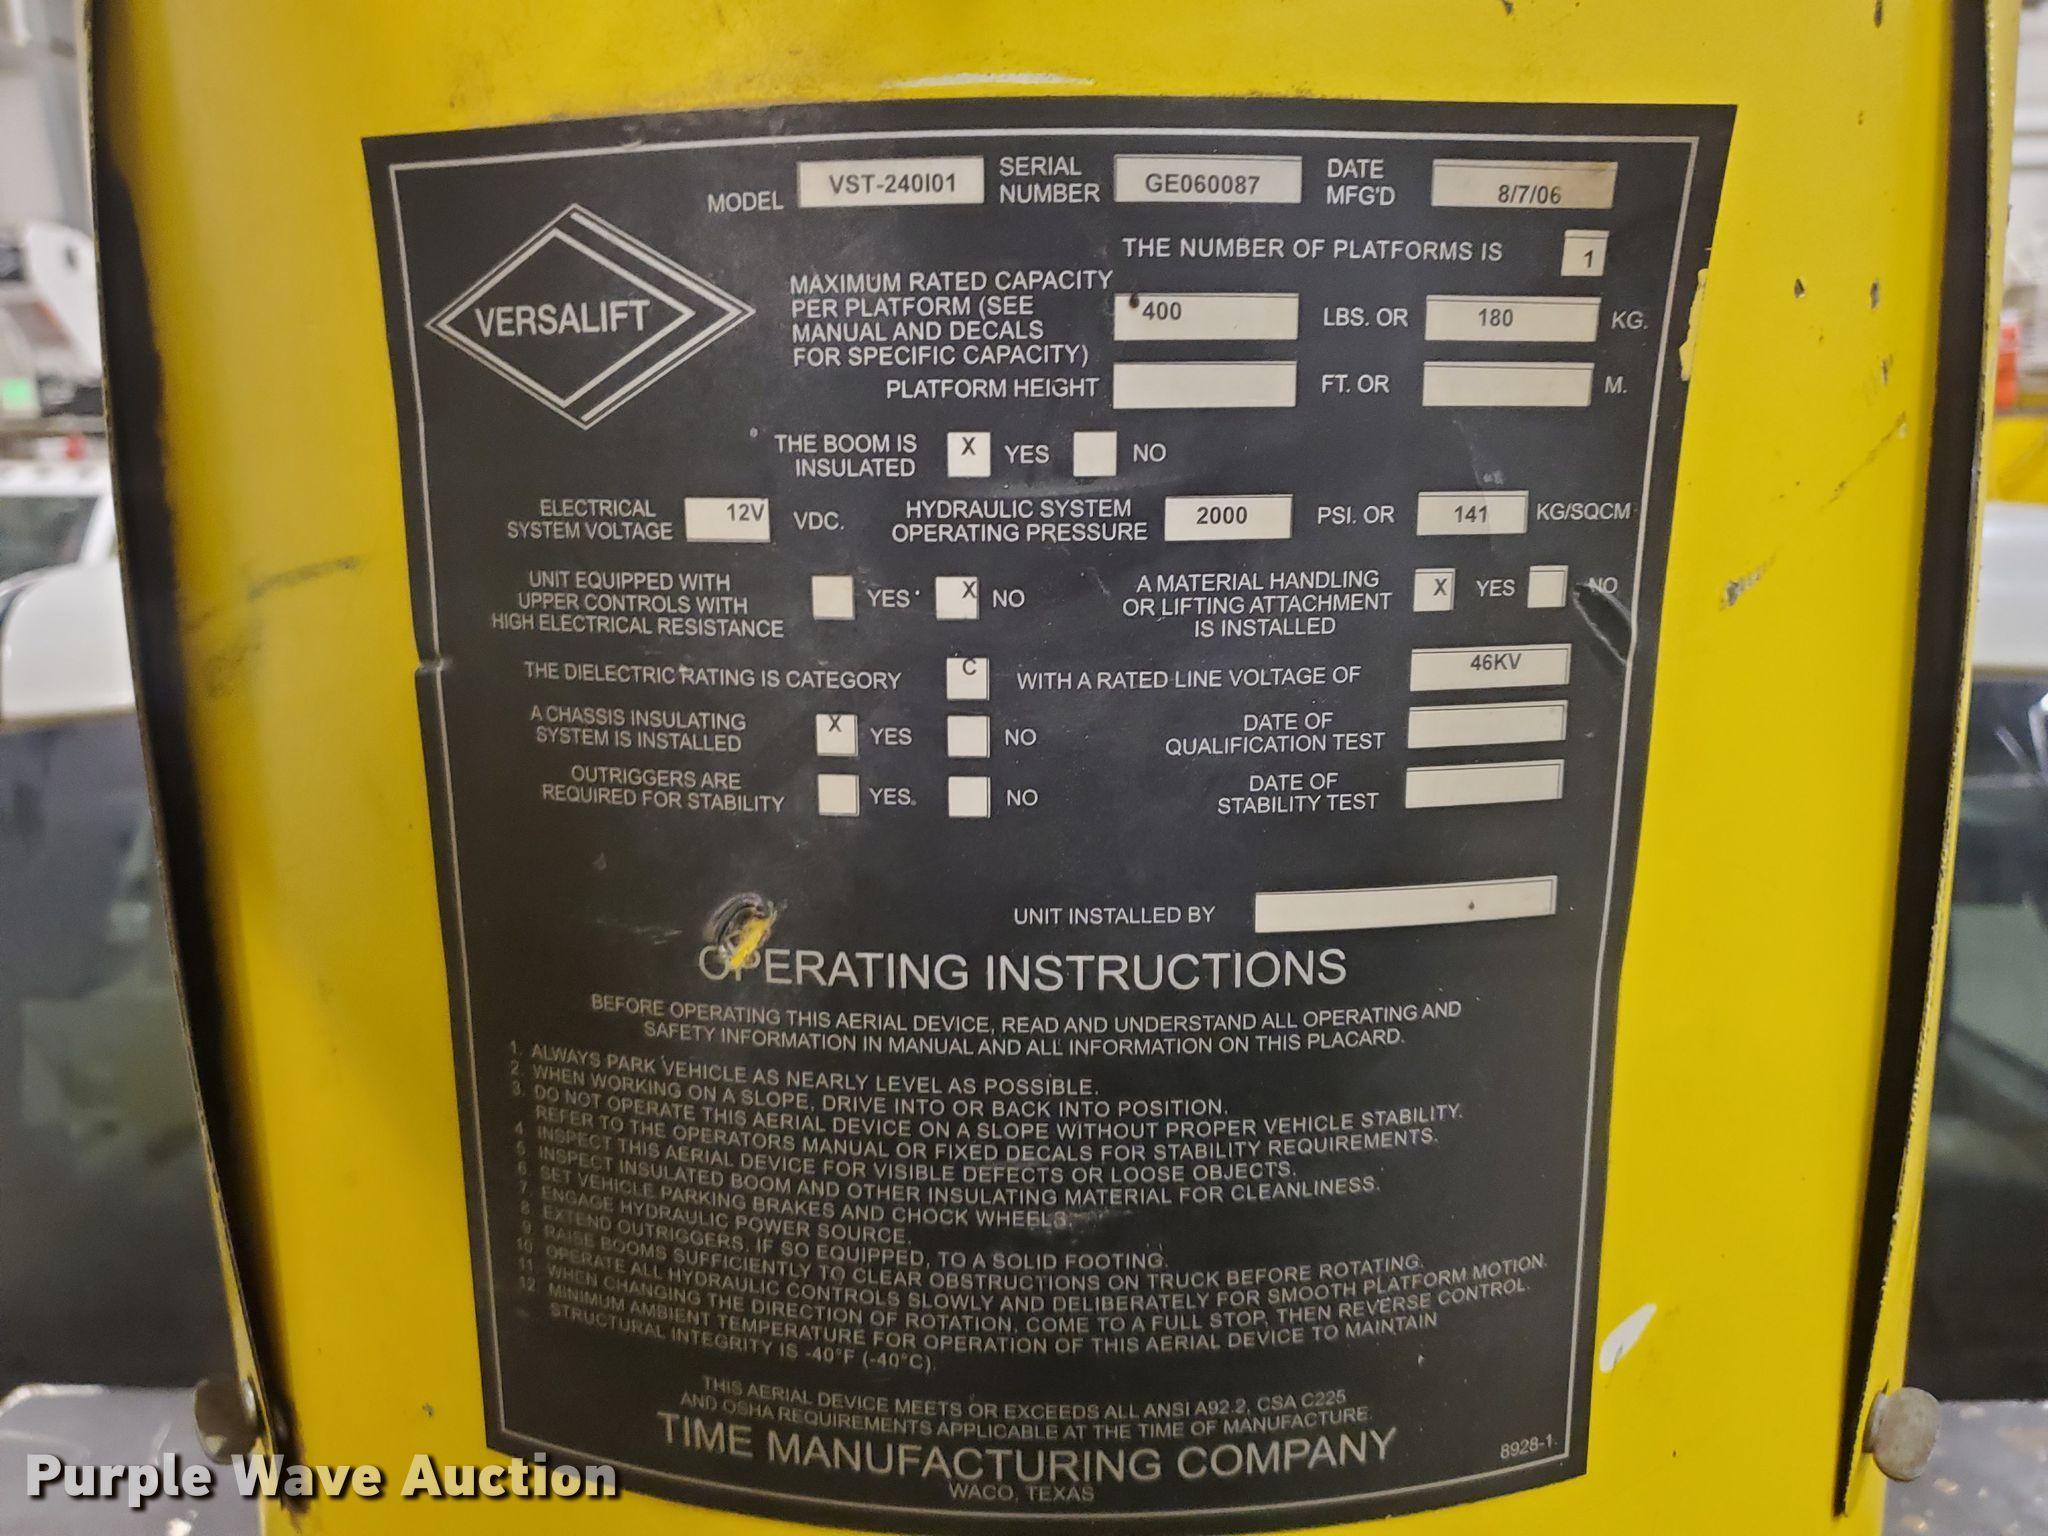 MODEL VST-240I01 SERIAL NUMBER GE060087 DATE MFG'D 8/7/06
VERSALIFT
THE NUMBER OF PLATFORMS IS 1
MAXIMUM RATED CAPACITY
PER PLATFORM (SEE
MANUAL AND DECALS
FOR SPECIFIC CAPACITY) 400 LBS. OR 180 KG.
PLATFORM HEIGHT FT. OR M.
THE BOOM IS
INSULATED X YES NO
ELECTRICAL
SYSTEM VOLTAGE 12V VDC.
HYDRAULIC SYSTEM
OPERATING PRESSURE 2000 PSI. OR 141 KG/SQCM
UNIT EQUIPPED WITH
UPPER CONTROLS WITH
HIGH ELECTRICAL RESISTANCE YES X NO
A MATERIAL HANDLING
OR LIFTING ATTACHMENT
IS INSTALLED X YES NO
THE DIELECTRIC RATING IS CATEGORY C WITH A RATED LINE VOLTAGE OF 46KV
A CHASSIS INSULATING
SYSTEM IS INSTALLED X YES NO
DATE OF
QUALIFICATION TEST
OUTRIGGERS ARE
REQUIRED FOR STABILITY YES. NO
DATE OF
STABILITY TEST
UNIT INSTALLED BY
OPERATING INSTRUCTIONS
BEFORE OPERATING THIS AERIAL DEVICE, READ AND UNDERSTAND ALL OPERATING AND
SAFETY INFORMATION IN MANUAL AND ALL INFORMATION ON THIS PLACARD.
1. ALWAYS PARK VEHICLE AS NEARLY LEVEL AS POSSIBLE.
2. WHEN WORKING ON A SLOPE, DRIVE INTO OR BACK INTO POSITION.
3. DO NOT OPERATE THIS AERIAL DEVICE ON A SLOPE WITHOUT PROPER VEHICLE STABILITY.
REFER TO THE OPERATORS MANUAL OR FIXED DECALS FOR STABILITY REQUIREMENTS.
4. INSPECT THIS AERIAL DEVICE FOR VISIBLE DEFECTS OR LOOSE OBJECTS.
5. INSPECT INSULATED BOOM AND OTHER INSULATING MATERIAL FOR CLEANLINESS.
6. SET VEHICLE PARKING BRAKES AND CHOCK WHEELS.
7. ENGAGE HYDRAULIC POWER SOURCE.
8. EXTEND OUTRIGGERS, IF SO EQUIPPED, TO A SOLID FOOTING.
9. RAISE BOOMS SUFFICIENTLY TO CLEAR OBSTRUCTIONS ON TRUCK BEFORE ROTATING.
10. OPERATE ALL HYDRAULIC CONTROLS SLOWLY AND DELIBERATELY FOR SMOOTH PLATFORM MOTION.
11. WHEN CHANGING THE DIRECTION OF ROTATION, COME TO A FULL STOP, THEN REVERSE CONTROL.
12. MINIMUM AMBIENT TEMPERATURE FOR OPERATION OF THIS AERIAL DEVICE TO MAINTAIN
STRUCTURAL INTEGRITY IS -40°F (-40°C).
THIS AERIAL DEVICE MEETS OR EXCEEDS ALL ANSI A92.2, CSA C225
AND OSHA REQUIREMENTS APPLICABLE AT THE TIME OF MANUFACTURE.
TIME MANUFACTURING COMPANY
WACO, TEXAS
8928-1.
Purple Wave Auction